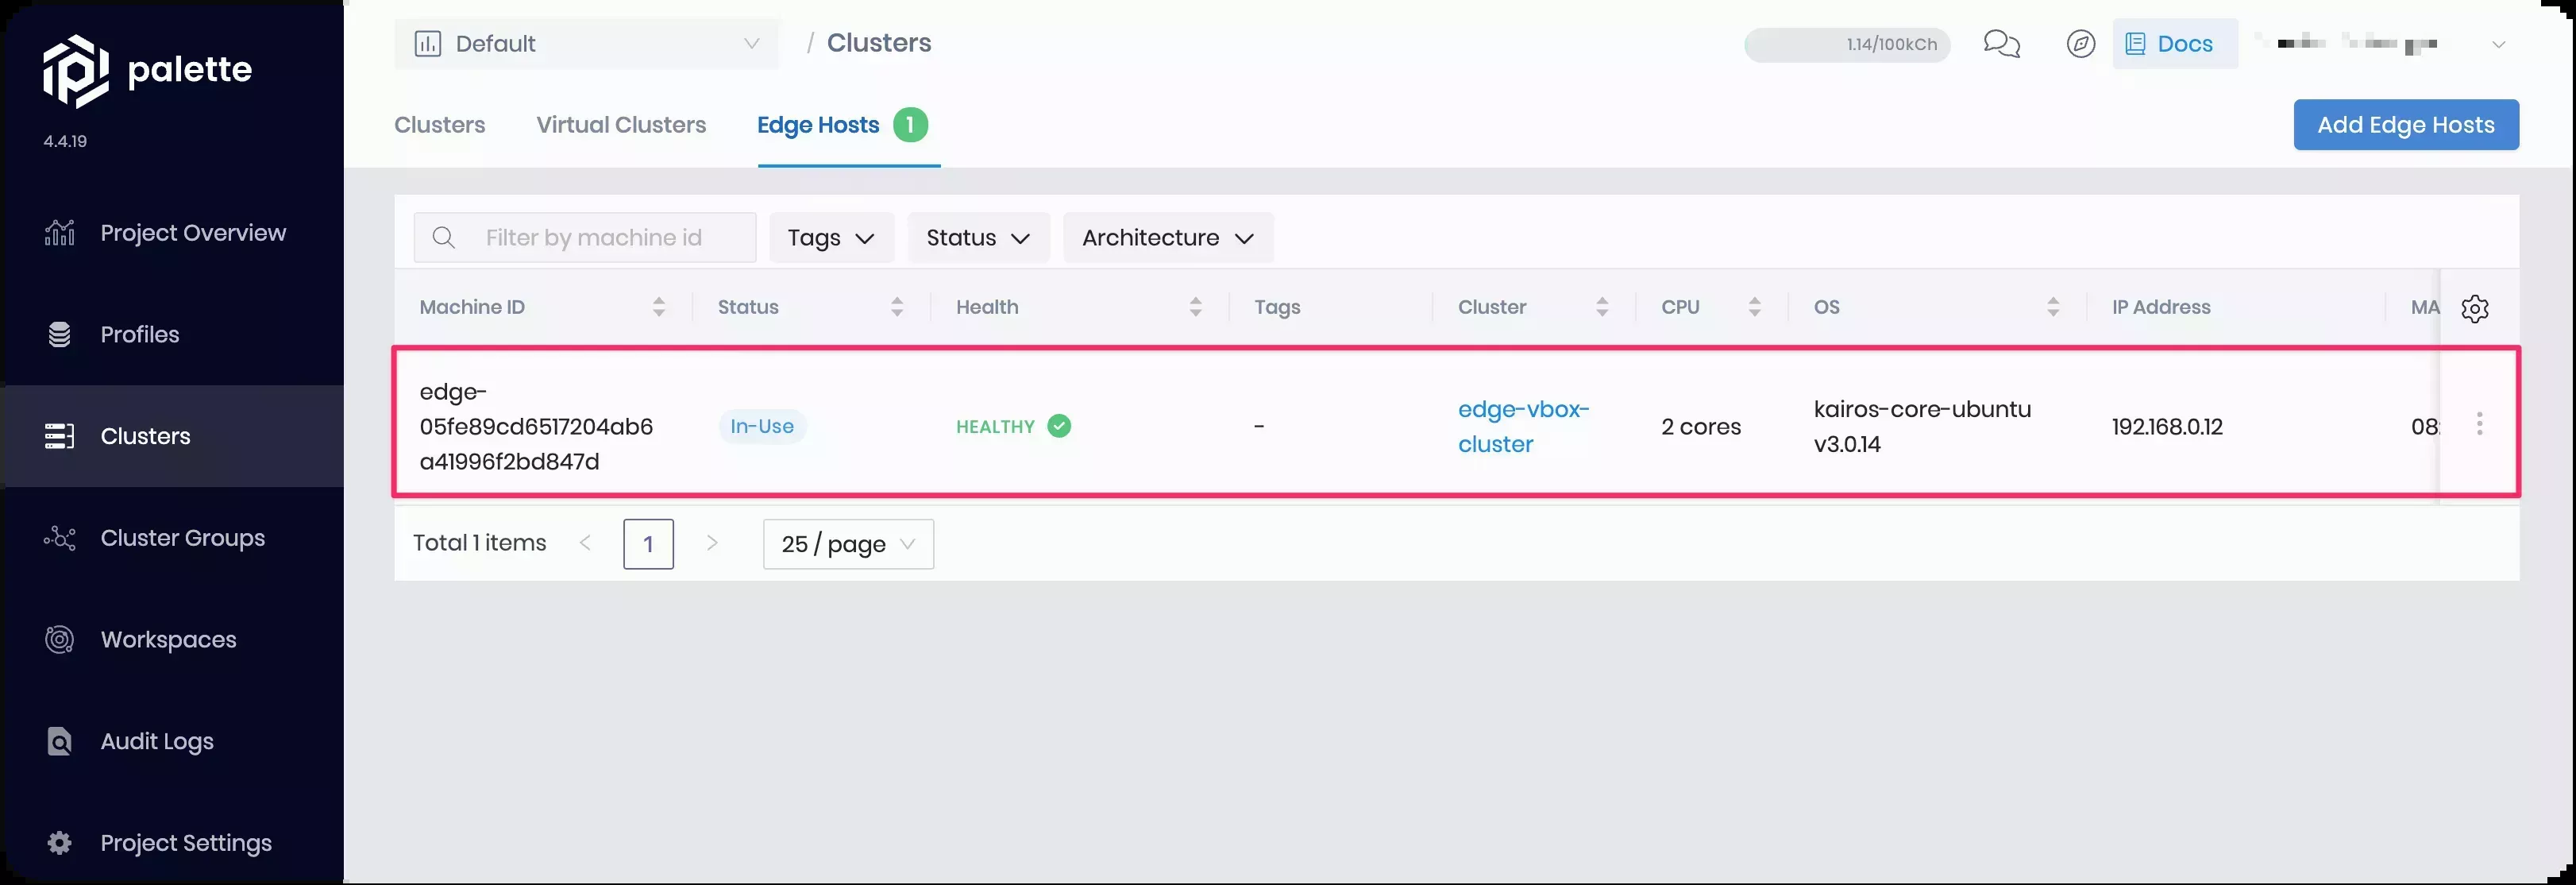 palette
4.4.19
Project Overview
Profiles
Clusters
Cluster Groups
Workspaces
Audit Logs
Project Settings
Default / Clusters 1.14/100kCh Docs
Clusters Virtual Clusters Edge Hosts 1 Add Edge Hosts
Filter by machine id Tags Status Architecture
Machine ID Status Health Tags Cluster CPU OS IP Address MA
edge-
05fe89cd6517204ab6
a41996f2bd847d
In-Use
HEALTHY
-
edge-vbox-
cluster
2 cores
kairos-core-ubuntu
v3.0.14
192.168.0.12
08:
Total 1 items 1 25 / page